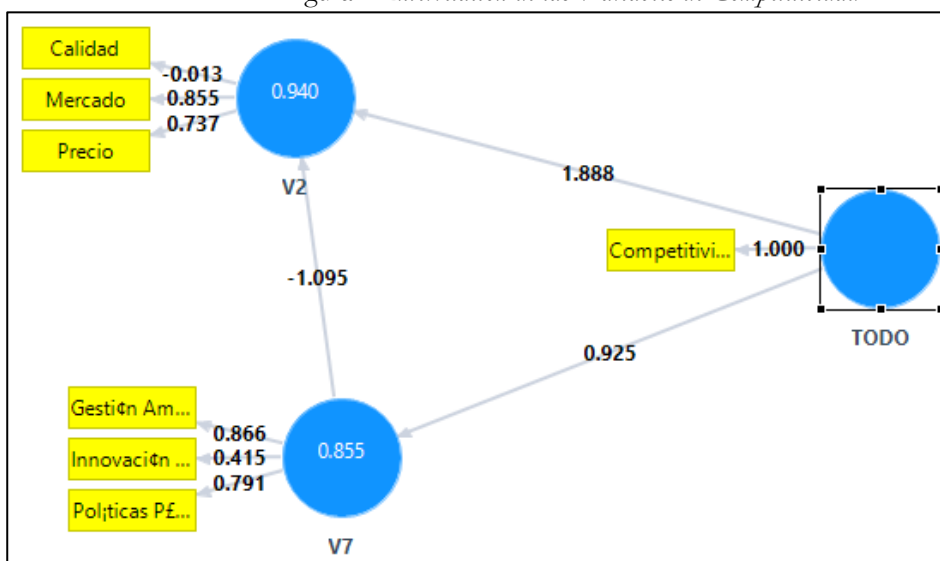 Calidad
-0.013
Mercado
0.855
Precio
0.737
0.940
V2
1.888
Competitivi...
1.000
TODO
-1.095
0.925
Gesti¢n Am...
0.866
Innovaci¢n ...
0.415
Pol¡ticas P£...
0.791
0.855
V7